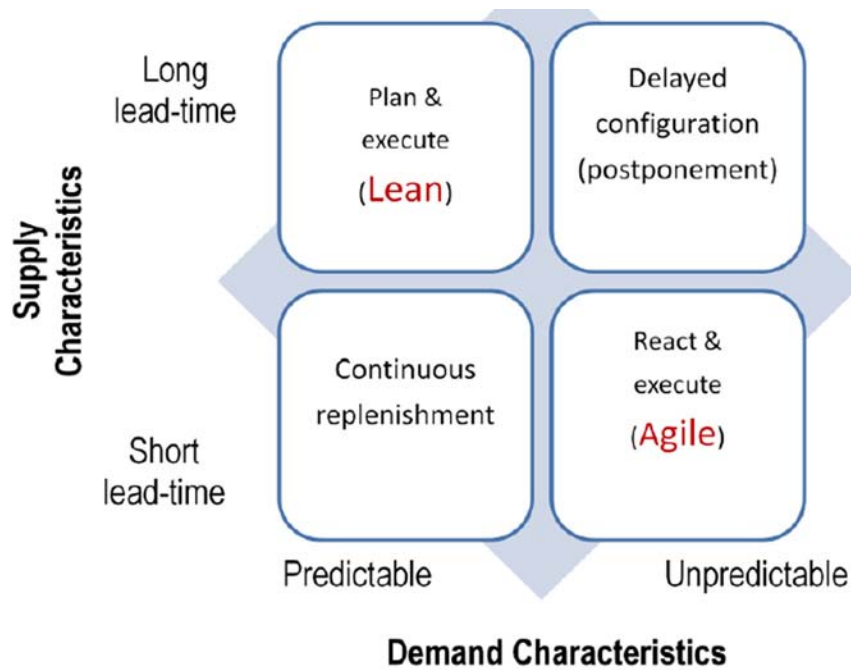 Supply
Characteristics
Long
lead-time
Plan &
execute
(Lean)
Delayed
configuration
(postponement)
Short
lead-time
Continuous
replenishment
React &
execute
(Agile)
Predictable
Unpredictable
Demand Characteristics